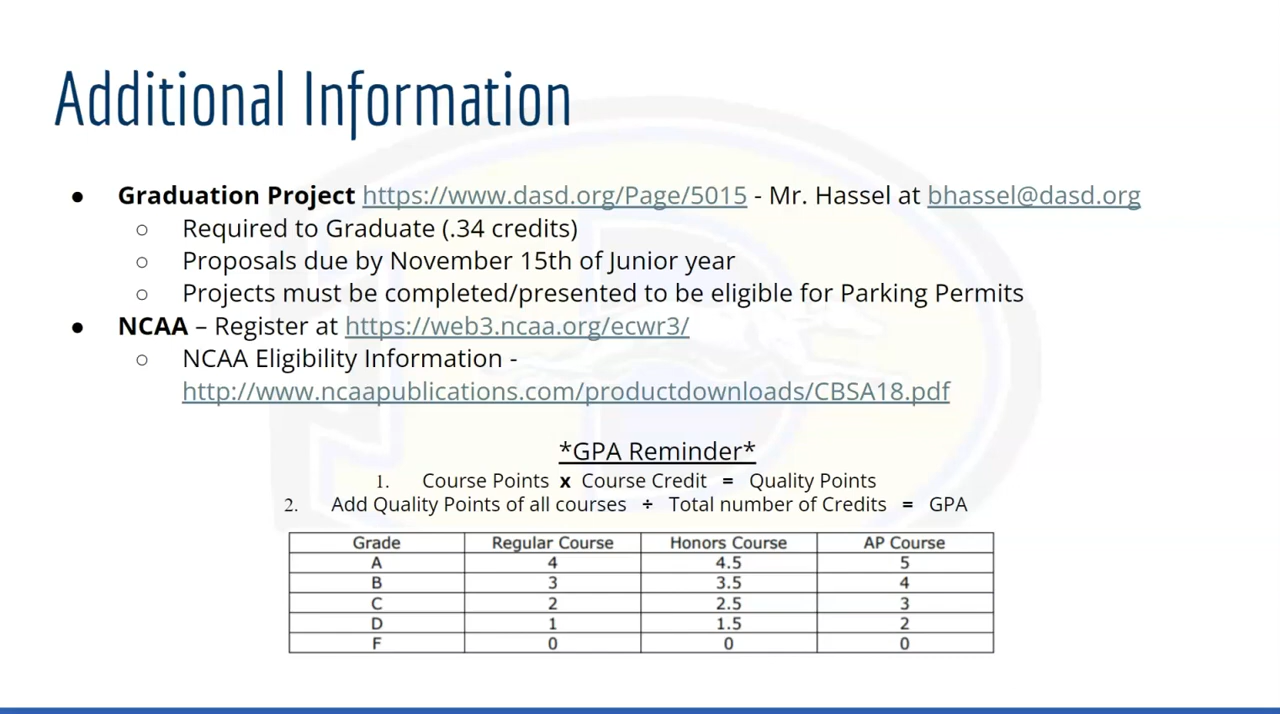 Additional Information
● Graduation Project https://www.dasd.org/Page/5015 - Mr. Hassel at bhassel@dasd.org
○ Required to Graduate (.34 credits)
○ Proposals due by November 15th of Junior year
○ Projects must be completed/presented to be eligible for Parking Permits
● NCAA – Register at https://web3.ncaa.org/ecwr3/
○ NCAA Eligibility Information -
http://www.ncaapublications.com/productdownloads/CBSA18.pdf
*GPA Reminder*
1. Course Points x Course Credit = Quality Points
2. Add Quality Points of all courses ÷ Total number of Credits = GPA
Grade Regular Course Honors Course AP Course
A 4 4.5 5
B 3 3.5 4
C 2 2.5 3
D 1 1.5 2
F 0 0 0